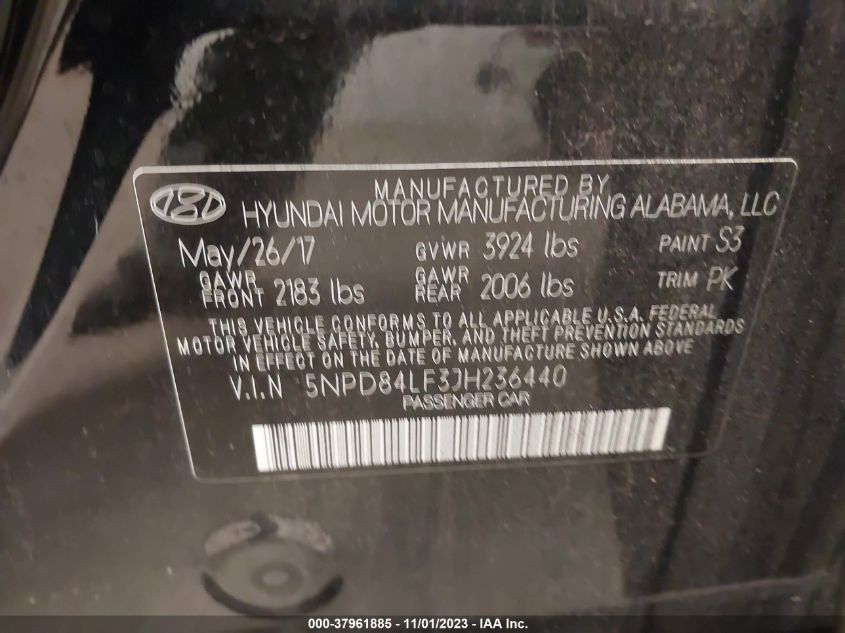 MANUFACTURED BY
HYUNDAI MOTOR MANUFACTURING ALABAMA, LLC
May/26/17 GVWR 3924 lbs PAINT S3
GAWR FRONT 2183 lbs GAWR REAR 2006 lbs TRIM PK
THIS VEHICLE CONFORMS TO ALL APPLICABLE U.S.A. FEDERAL
MOTOR VEHICLE SAFETY, BUMPER, AND THEFT PREVENTION STANDARDS
IN EFFECT ON THE DATE OF MANUFACTURE SHOWN ABOVE
V.I.N 5NPD84LF3JH236440
PASSENGER CAR
000-37961885 - 11/01/2023 - IAA Inc.